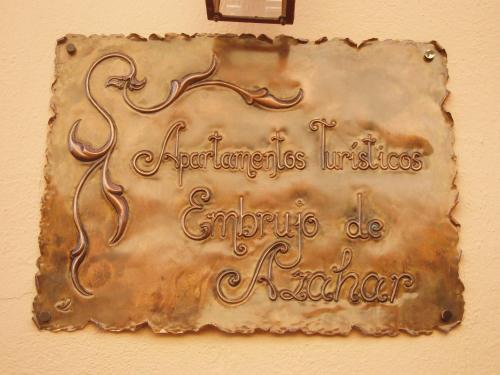 Apartamentos Turísticos
Embrujo de
Azahar